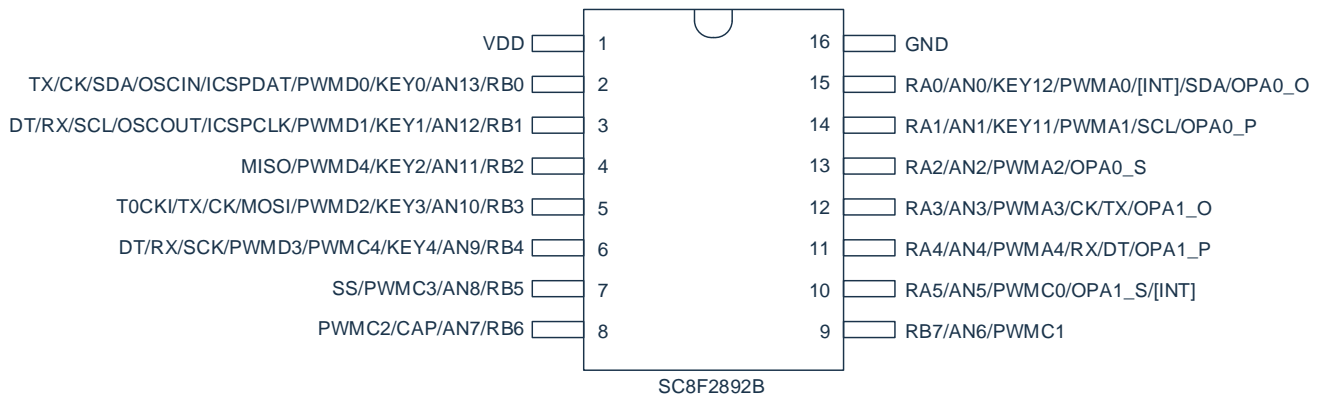 VDD 1 16 GND
TX/CK/SDA/OSCIN/ICSPDAT/PWMD0/KEY0/AN13/RB0 2 15 RA0/AN0/KEY12/PWMA0/[INT]/SDA/OPA0_O
DT/RX/SCL/OSCOUT/ICSPCLK/PWMD1/KEY1/AN12/RB1 3 14 RA1/AN1/KEY11/PWMA1/SCL/OPA0_P
MISO/PWMD4/KEY2/AN11/RB2 4 13 RA2/AN2/PWMA2/OPA0_S
T0CKI/TX/CK/MOSI/PWMD2/KEY3/AN10/RB3 5 12 RA3/AN3/PWMA3/CK/TX/OPA1_O
DT/RX/SCK/PWMD3/PWMC4/KEY4/AN9/RB4 6 11 RA4/AN4/PWMA4/RX/DT/OPA1_P
SS/PWMC3/AN8/RB5 7 10 RA5/AN5/PWMC0/OPA1_S/[INT]
PWMC2/CAP/AN7/RB6 8 9 RB7/AN6/PWMC1
SC8F2892B